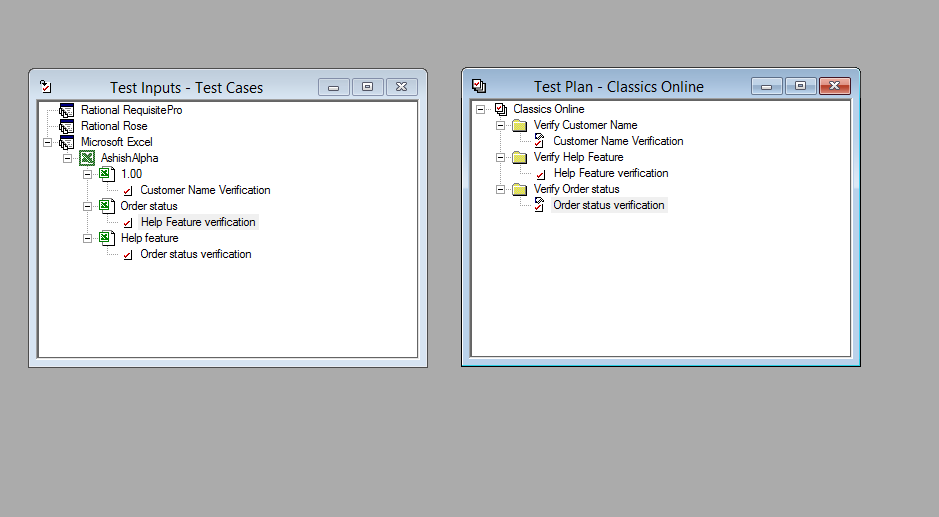 Test Inputs - Test Cases
Rational RequisitePro
Rational Rose
Microsoft Excel
AshishAlpha
1.00
Customer Name Verification
Order status
Help Feature verification
Help feature
Order status verification
Test Plan - Classics Online
Classics Online
Verify Customer Name
Customer Name Verification
Verify Help Feature
Help Feature verification
Verify Order status
Order status verification